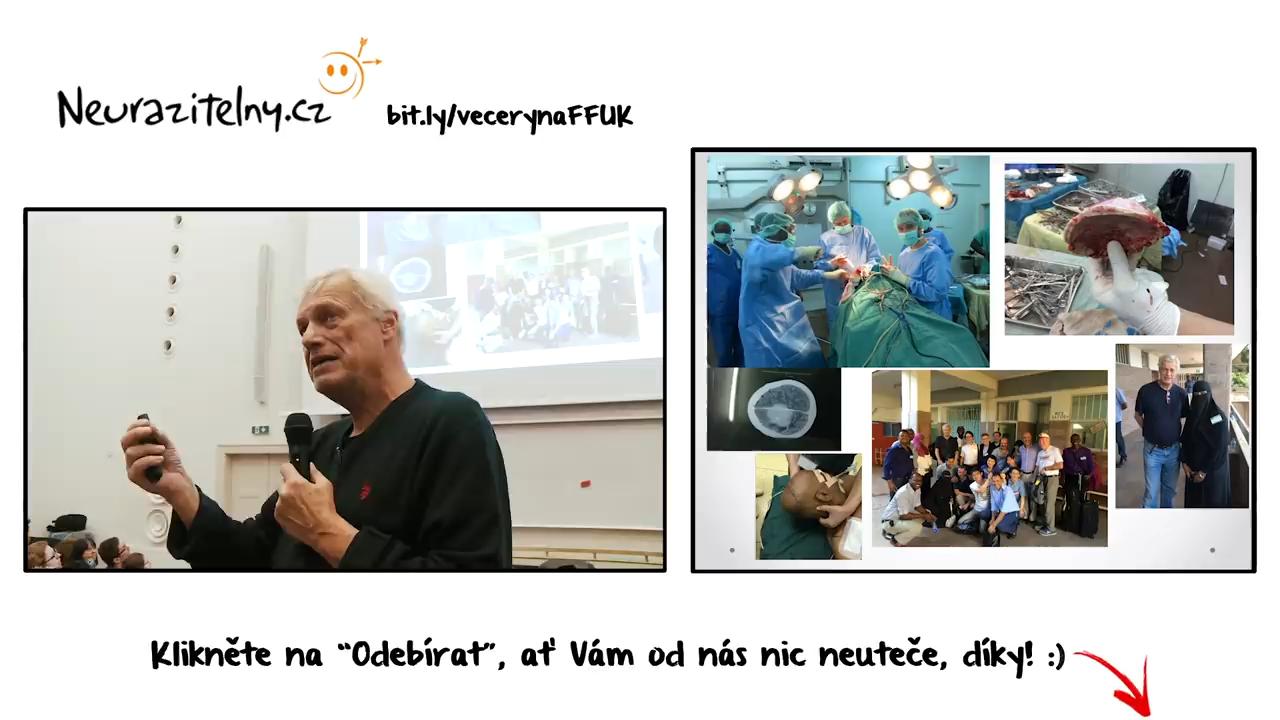 Neurazitelny.cz
bit.ly/vecerynaFFUK
Klikněte na “Odebírat”, ať Vám od nás nic neuteče, díky! :)